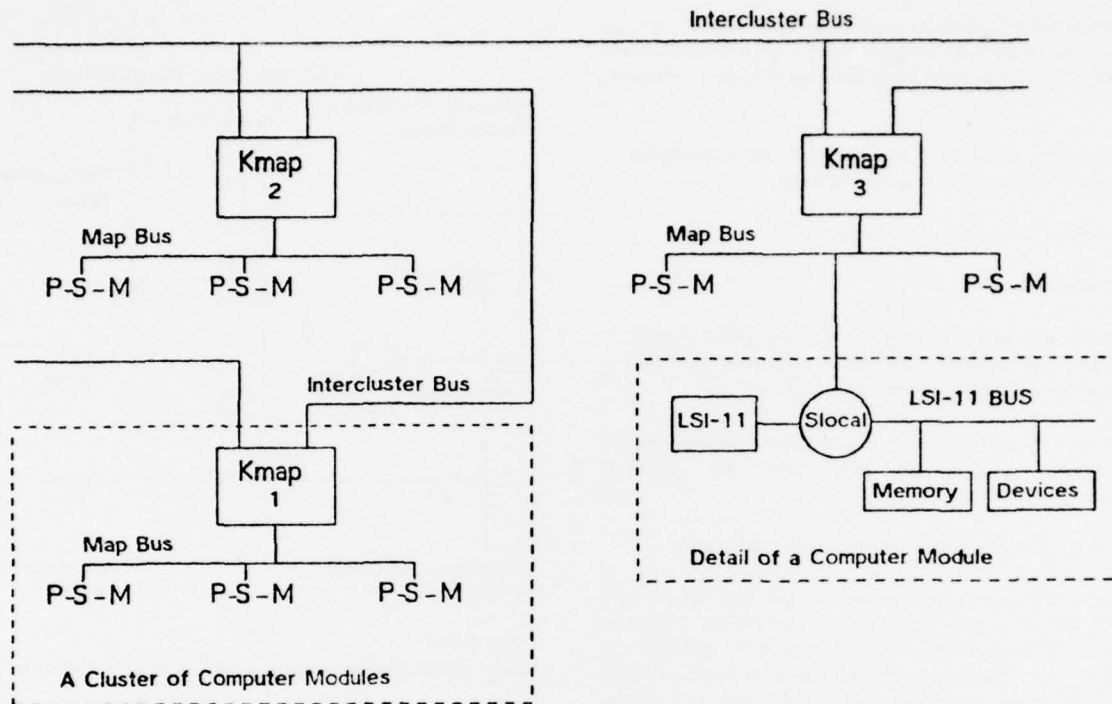 Intercluster Bus
Kmap
2
Kmap
3
Map Bus
P-S-M P-S-M P-S-M
Map Bus
P-S-M P-S-M
Intercluster Bus
Kmap
1
Map Bus
P-S-M P-S-M P-S-M
A Cluster of Computer Modules
LSI-11
Slocal
LSI-11 BUS
Memory
Devices
Detail of a Computer Module